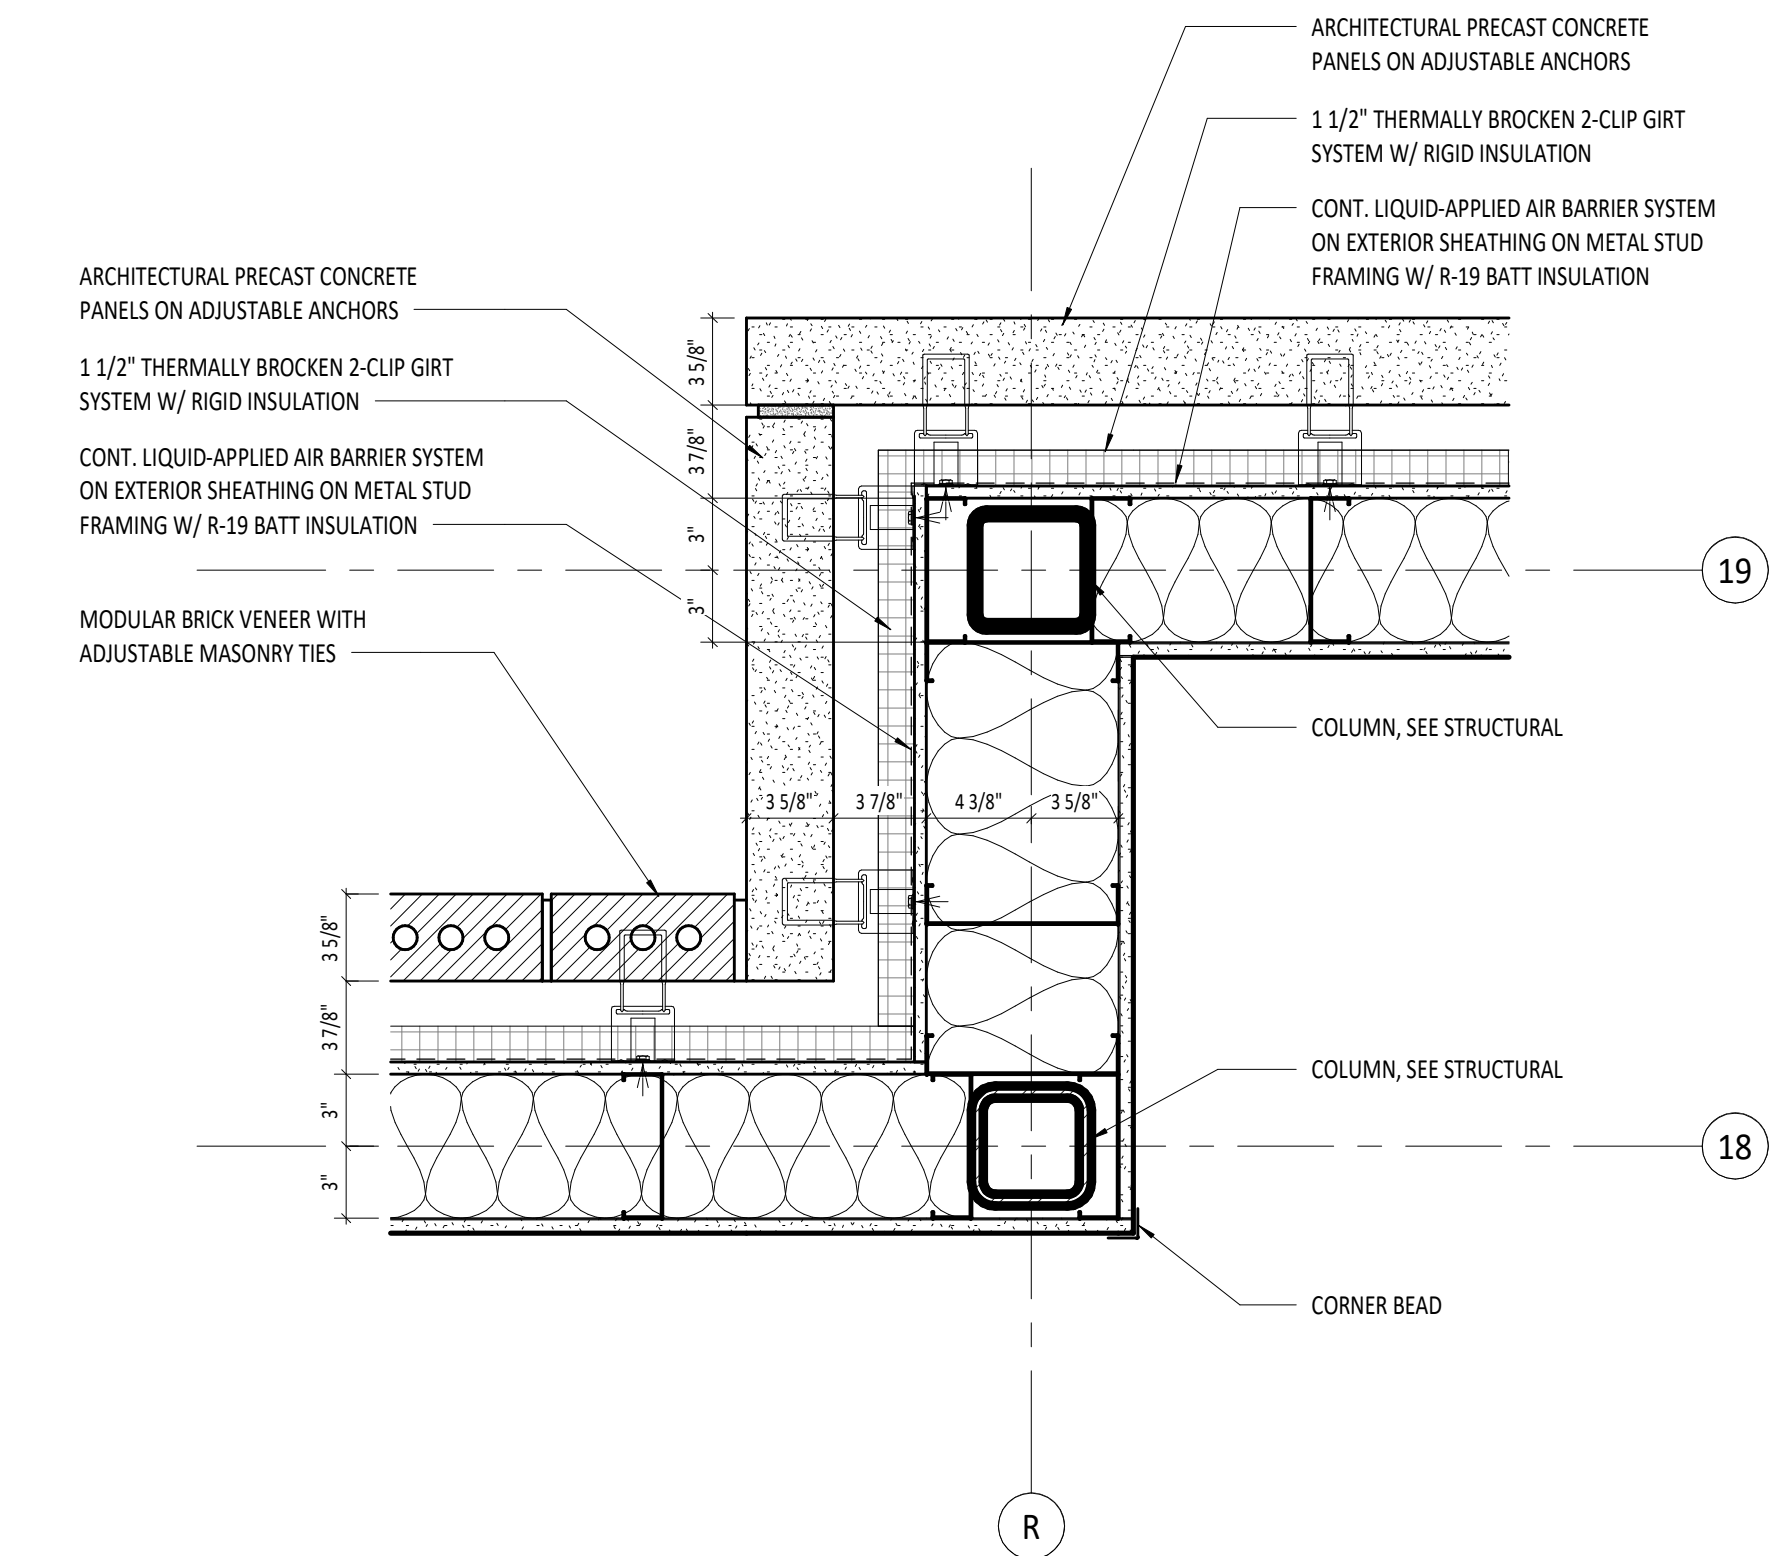 ARCHITECTURAL PRECAST CONCRETE
PANELS ON ADJUSTABLE ANCHORS
1 1/2" THERMALLY BROCKEN 2-CLIP GIRT
SYSTEM W/ RIGID INSULATION
CONT. LIQUID-APPLIED AIR BARRIER SYSTEM
ON EXTERIOR SHEATHING ON METAL STUD
FRAMING W/ R-19 BATT INSULATION
ARCHITECTURAL PRECAST CONCRETE
PANELS ON ADJUSTABLE ANCHORS
1 1/2" THERMALLY BROCKEN 2-CLIP GIRT
SYSTEM W/ RIGID INSULATION
CONT. LIQUID-APPLIED AIR BARRIER SYSTEM
ON EXTERIOR SHEATHING ON METAL STUD
FRAMING W/ R-19 BATT INSULATION
MODULAR BRICK VENEER WITH
ADJUSTABLE MASONRY TIES
3 5/8"
3 7/8"
3"
3"
19
COLUMN, SEE STRUCTURAL
3 5/8"
3 7/8"
4 3/8"
3 5/8"
3 5/8"
3 7/8"
3"
3"
COLUMN, SEE STRUCTURAL
18
CORNER BEAD
R